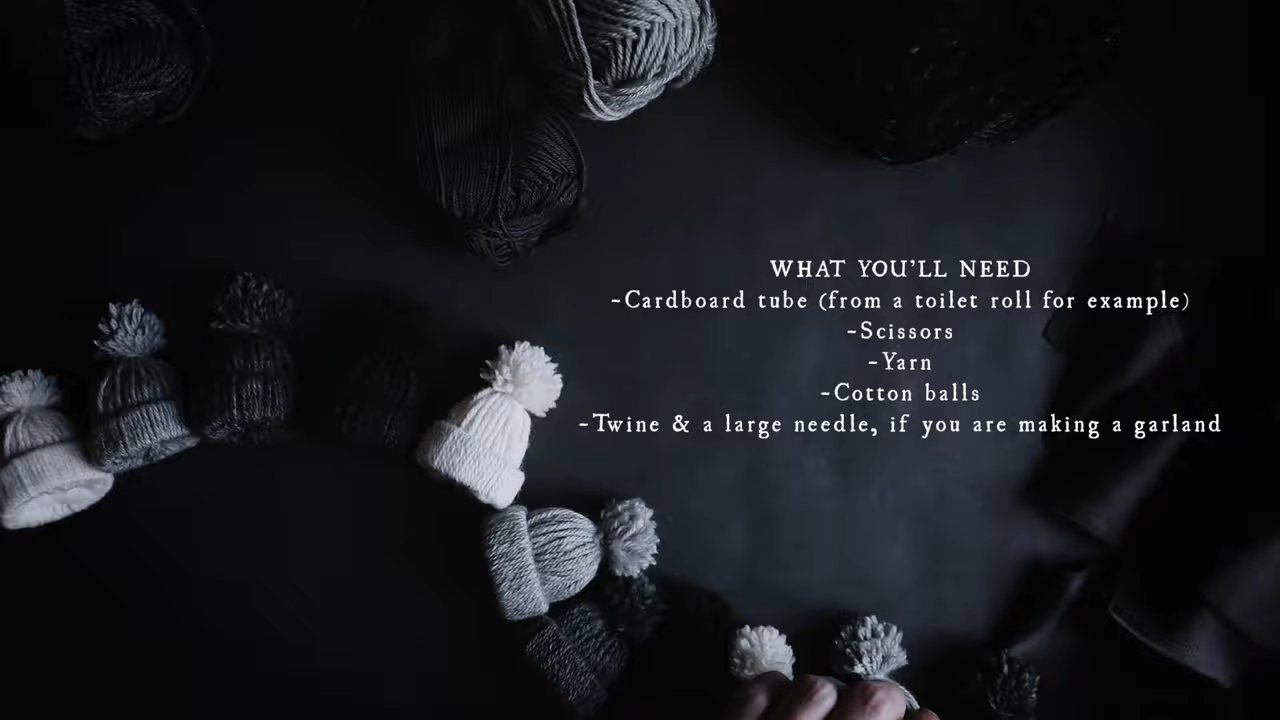 WHAT YOU'LL NEED
-Cardboard tube (from a toilet roll for example)
-Scissors
-Yarn
-Cotton balls
-Twine & a large needle, if you are making a garland